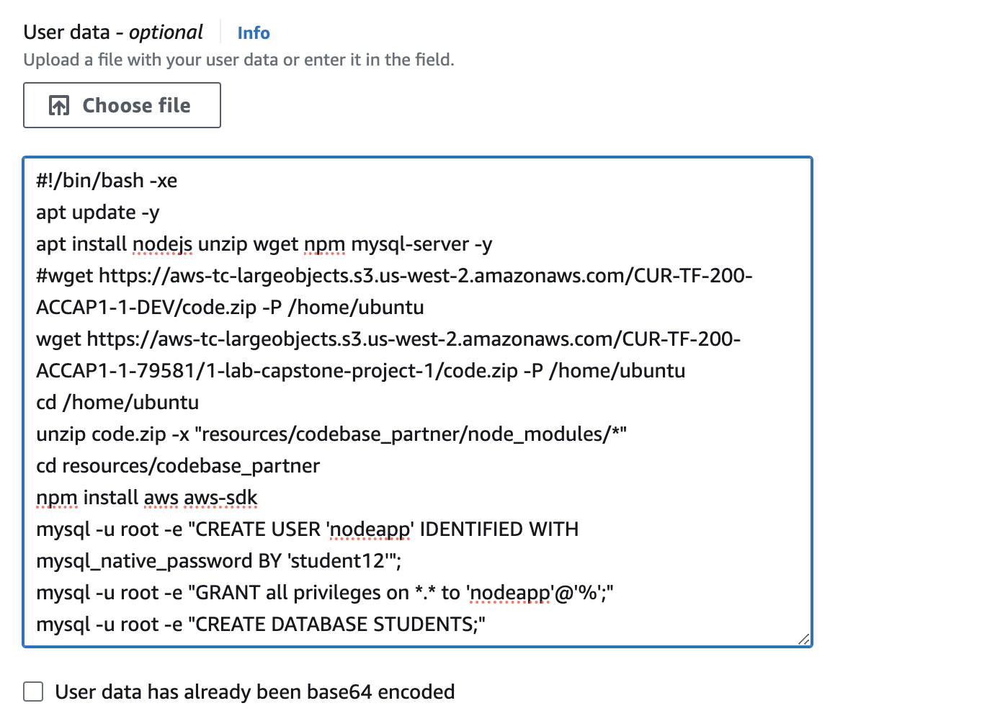 User data - optional
Info
Upload a file with your user data or enter it in the field.
Choose file
#!/bin/bash -xe
apt update -y
apt install nodejs unzip wget npm mysql-server -y
#wget https://aws-tc-largeobjects.s3.us-west-2.amazonaws.com/CUR-TF-200-
ACCAP1-1-DEV/code.zip -P /home/ubuntu
wget https://aws-tc-largeobjects.s3.us-west-2.amazonaws.com/CUR-TF-200-
ACCAP1-1-79581/1-lab-capstone-project-1/code.zip -P /home/ubuntu
cd /home/ubuntu
unzip code.zip -x "resources/codebase_partner/node_modules/*"
cd resources/codebase_partner
npm install aws aws-sdk
mysql -u root -e "CREATE USER 'nodeapp' IDENTIFIED WITH
mysql_native_password BY 'student12'";
mysql -u root -e "GRANT all privileges on *.* to 'nodeapp'@'%';"
mysql -u root -e "CREATE DATABASE STUDENTS;"
User data has already been base64 encoded